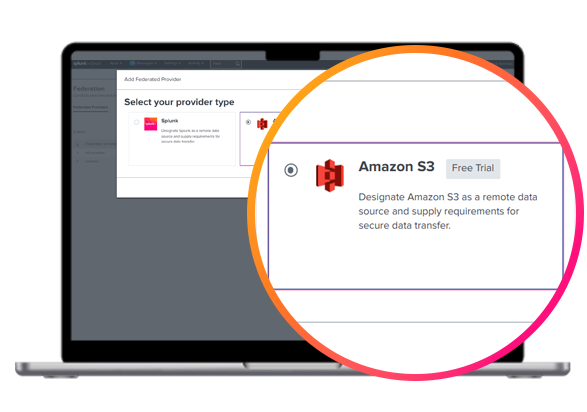 Federation
Add Federated Provider
Select your provider type
Splunk
Designate Splunk as a remote data
source and supply requirements for
secure data transfer.
Amazon S3
Free Trial
Designate Amazon S3 as a remote data
source and supply requirements for
secure data transfer.